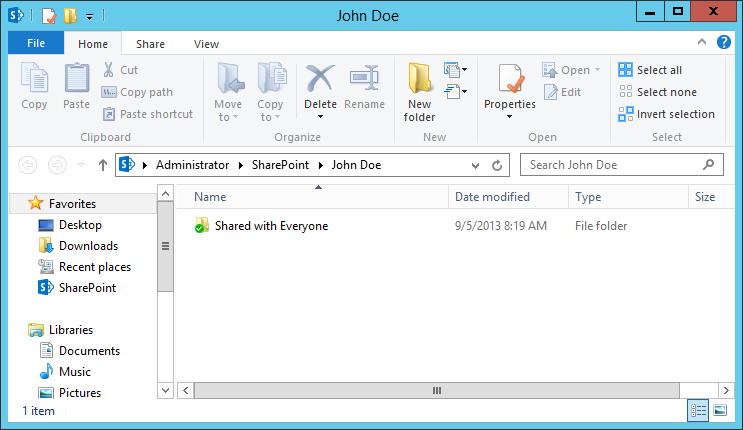 John Doe
File Home Share View
Copy Paste Cut Copy path Paste shortcut
Move to Copy to Delete Rename
New folder
Properties Open Edit
Select all Select none Invert selection
Clipboard Organize New Open Select
Administrator SharePoint John Doe Search John Doe
Favorites
Desktop
Downloads
Recent places
SharePoint
Libraries
Documents
Music
Pictures
Name Date modified Type Size
Shared with Everyone 9/5/2013 8:19 AM File folder
1 item